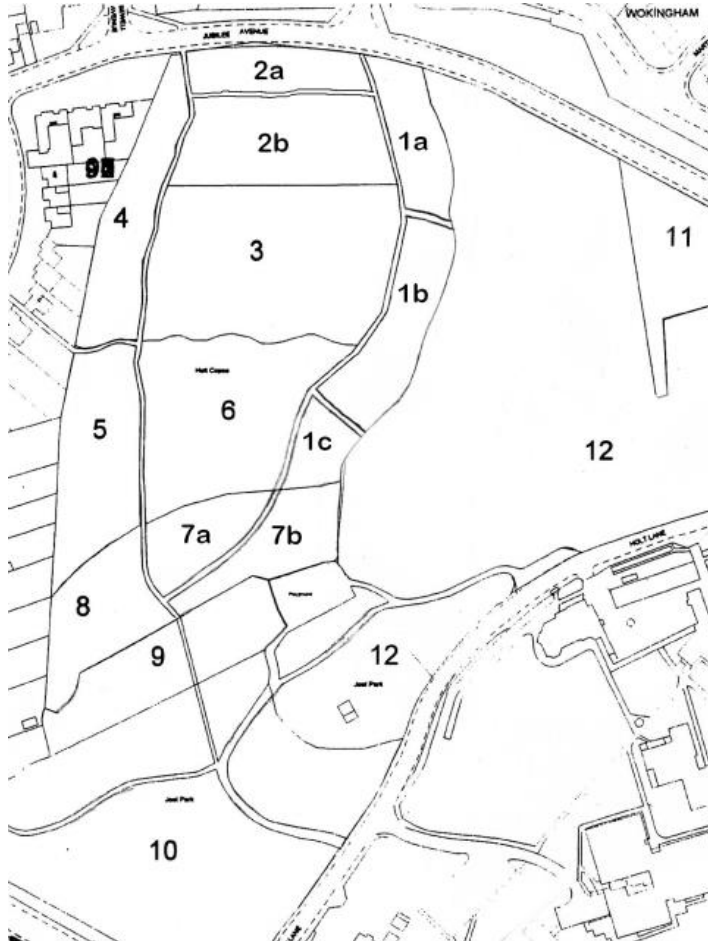 WOKINGHAM
JUBILEE AVENUE
2a
1a
2b
4
3
11
1b
Holt Copse
6
5
1c
12
7a
7b
HOLT LANE
8
Playground
9
12
Joel Park
Joel Park
10
LANE